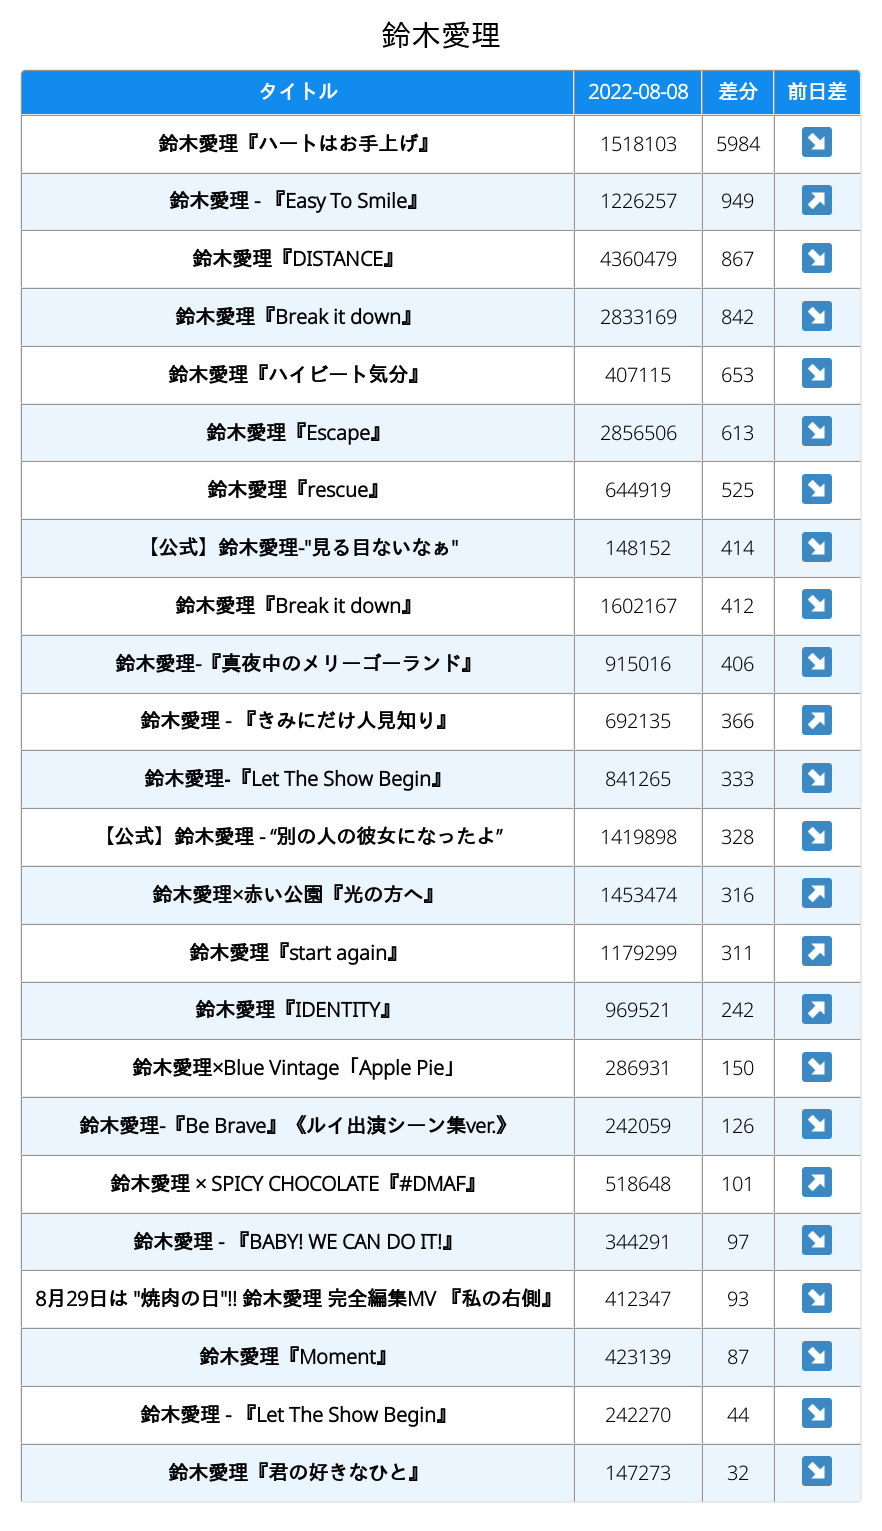 鈴木愛理
タイトル 2022-08-08 差分 前日差
鈴木愛理『ハートはお手上げ』 1518103 5984 ↘
鈴木愛理 - 『Easy To Smile』 1226257 949 ↗
鈴木愛理『DISTANCE』 4360479 867 ↘
鈴木愛理『Break it down』 2833169 842 ↘
鈴木愛理『ハイビート気分』 407115 653 ↘
鈴木愛理『Escape』 2856506 613 ↘
鈴木愛理『rescue』 644919 525 ↘
【公式】鈴木愛理-"見る目ないなぁ" 148152 414 ↘
鈴木愛理『Break it down』 1602167 412 ↘
鈴木愛理-『真夜中のメリーゴーランド』 915016 406 ↘
鈴木愛理 - 『きみにだけ人見知り』 692135 366 ↗
鈴木愛理-『Let The Show Begin』 841265 333 ↘
【公式】鈴木愛理 - “別の人の彼女になったよ” 1419898 328 ↘
鈴木愛理×赤い公園『光の方へ』 1453474 316 ↗
鈴木愛理『start again』 1179299 311 ↗
鈴木愛理『IDENTITY』 969521 242 ↗
鈴木愛理×Blue Vintage「Apple Pie」 286931 150 ↘
鈴木愛理-『Be Brave』《ルイ出演シーン集ver.》 242059 126 ↘
鈴木愛理 × SPICY CHOCOLATE『#DMAF』 518648 101 ↗
鈴木愛理 - 『BABY! WE CAN DO IT!』 344291 97 ↘
8月29日は "焼肉の日"!! 鈴木愛理 完全編集MV 『私の右側』 412347 93 ↘
鈴木愛理『Moment』 423139 87 ↘
鈴木愛理 - 『Let The Show Begin』 242270 44 ↘
鈴木愛理『君の好きなひと』 147273 32 ↘